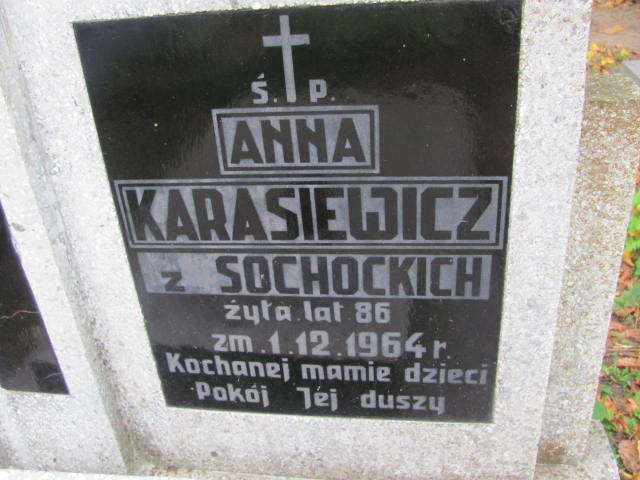 Ś. P.
ANNA
KARASIEWICZ
z SOCHOCKICH
żyła lat 86
zm. 1.12.1964 r.
Kochanej mamie dzieci
Pokój Jej duszy